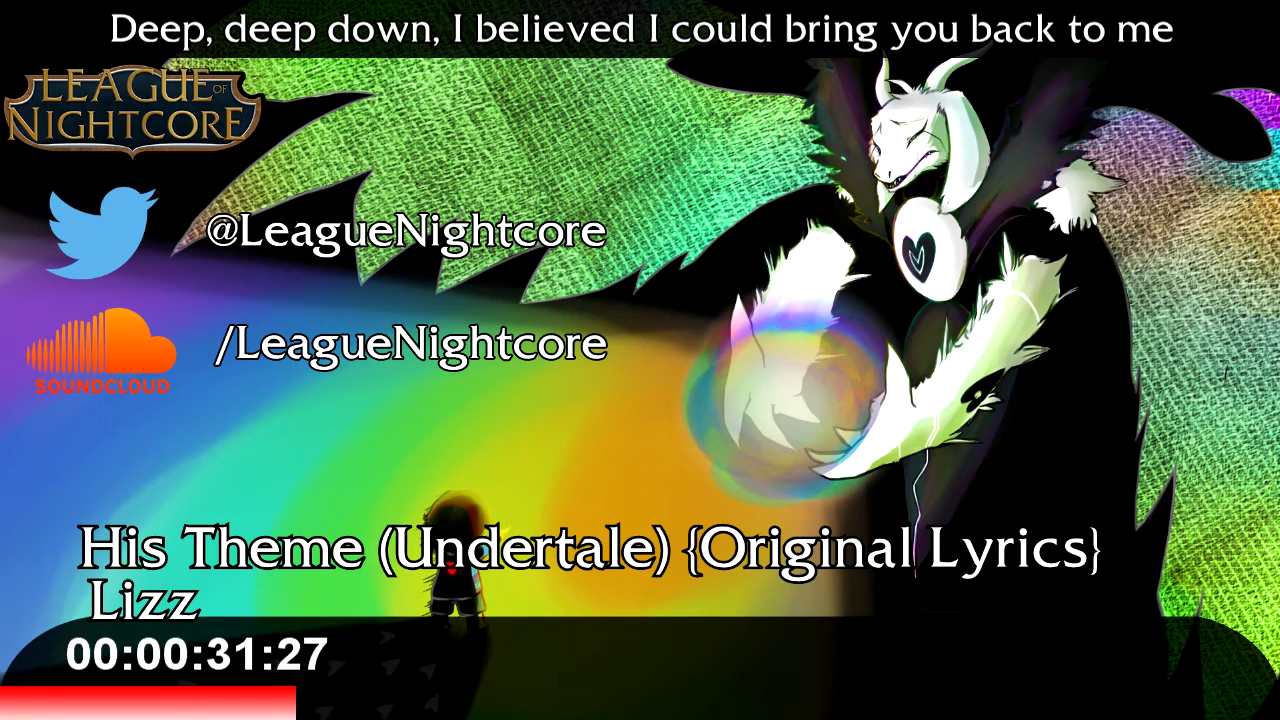 Deep, deep down, I believed I could bring you back to me
LEAGUE OF
NIGHTCORE
@LeagueNightcore
/LeagueNightcore
SOUNDCLOUD
His Theme (Undertale) {Original Lyrics}
Lizz
00:00:31:27